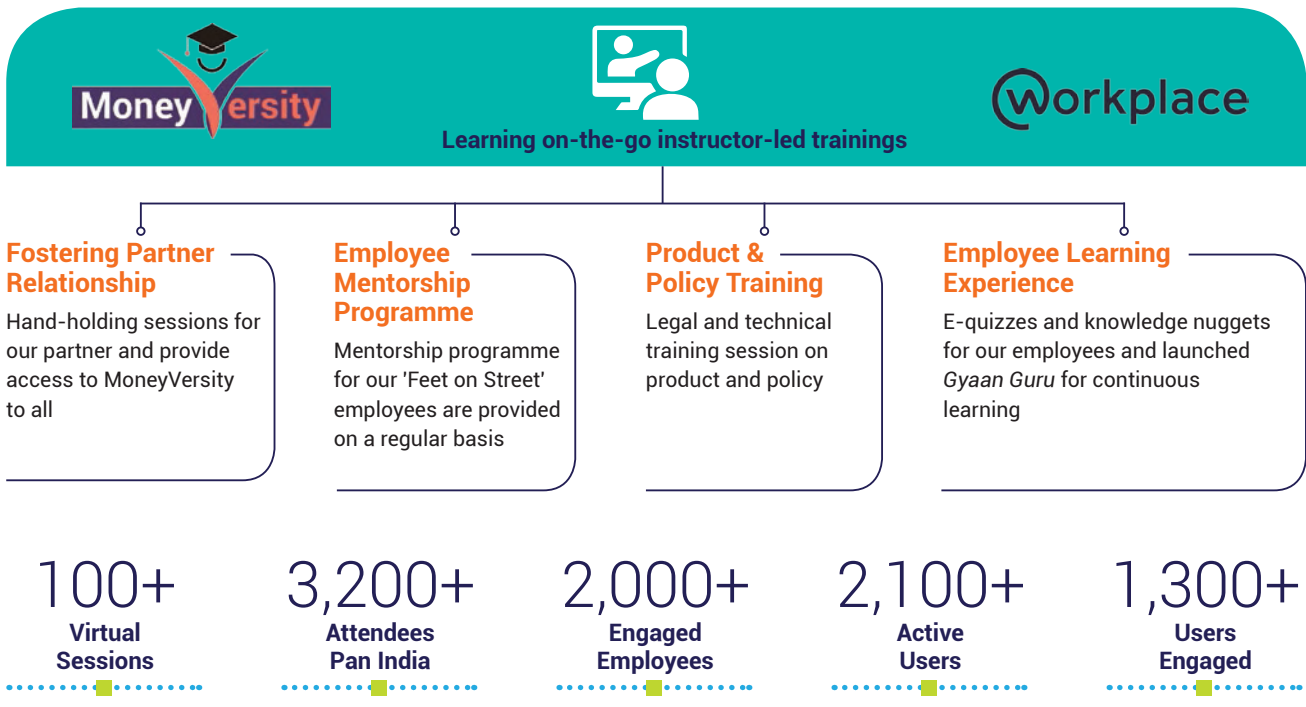 MoneyVersity
Learning on-the-go instructor-led trainings
Workplace
Fostering Partner
Relationship
Hand-holding sessions for
our partner and provide
access to MoneyVersity
to all
Employee
Mentorship
Programme
Mentorship programme
for our 'Feet on Street'
employees are provided
on a regular basis
Product &
Policy Training
Legal and technical
training session on
product and policy
Employee Learning
Experience
E-quizzes and knowledge nuggets
for our employees and launched
Gyaan Guru for continuous
learning
100+
Virtual
Sessions
3,200+
Attendees
Pan India
2,000+
Engaged
Employees
2,100+
Active
Users
1,300+
Users
Engaged